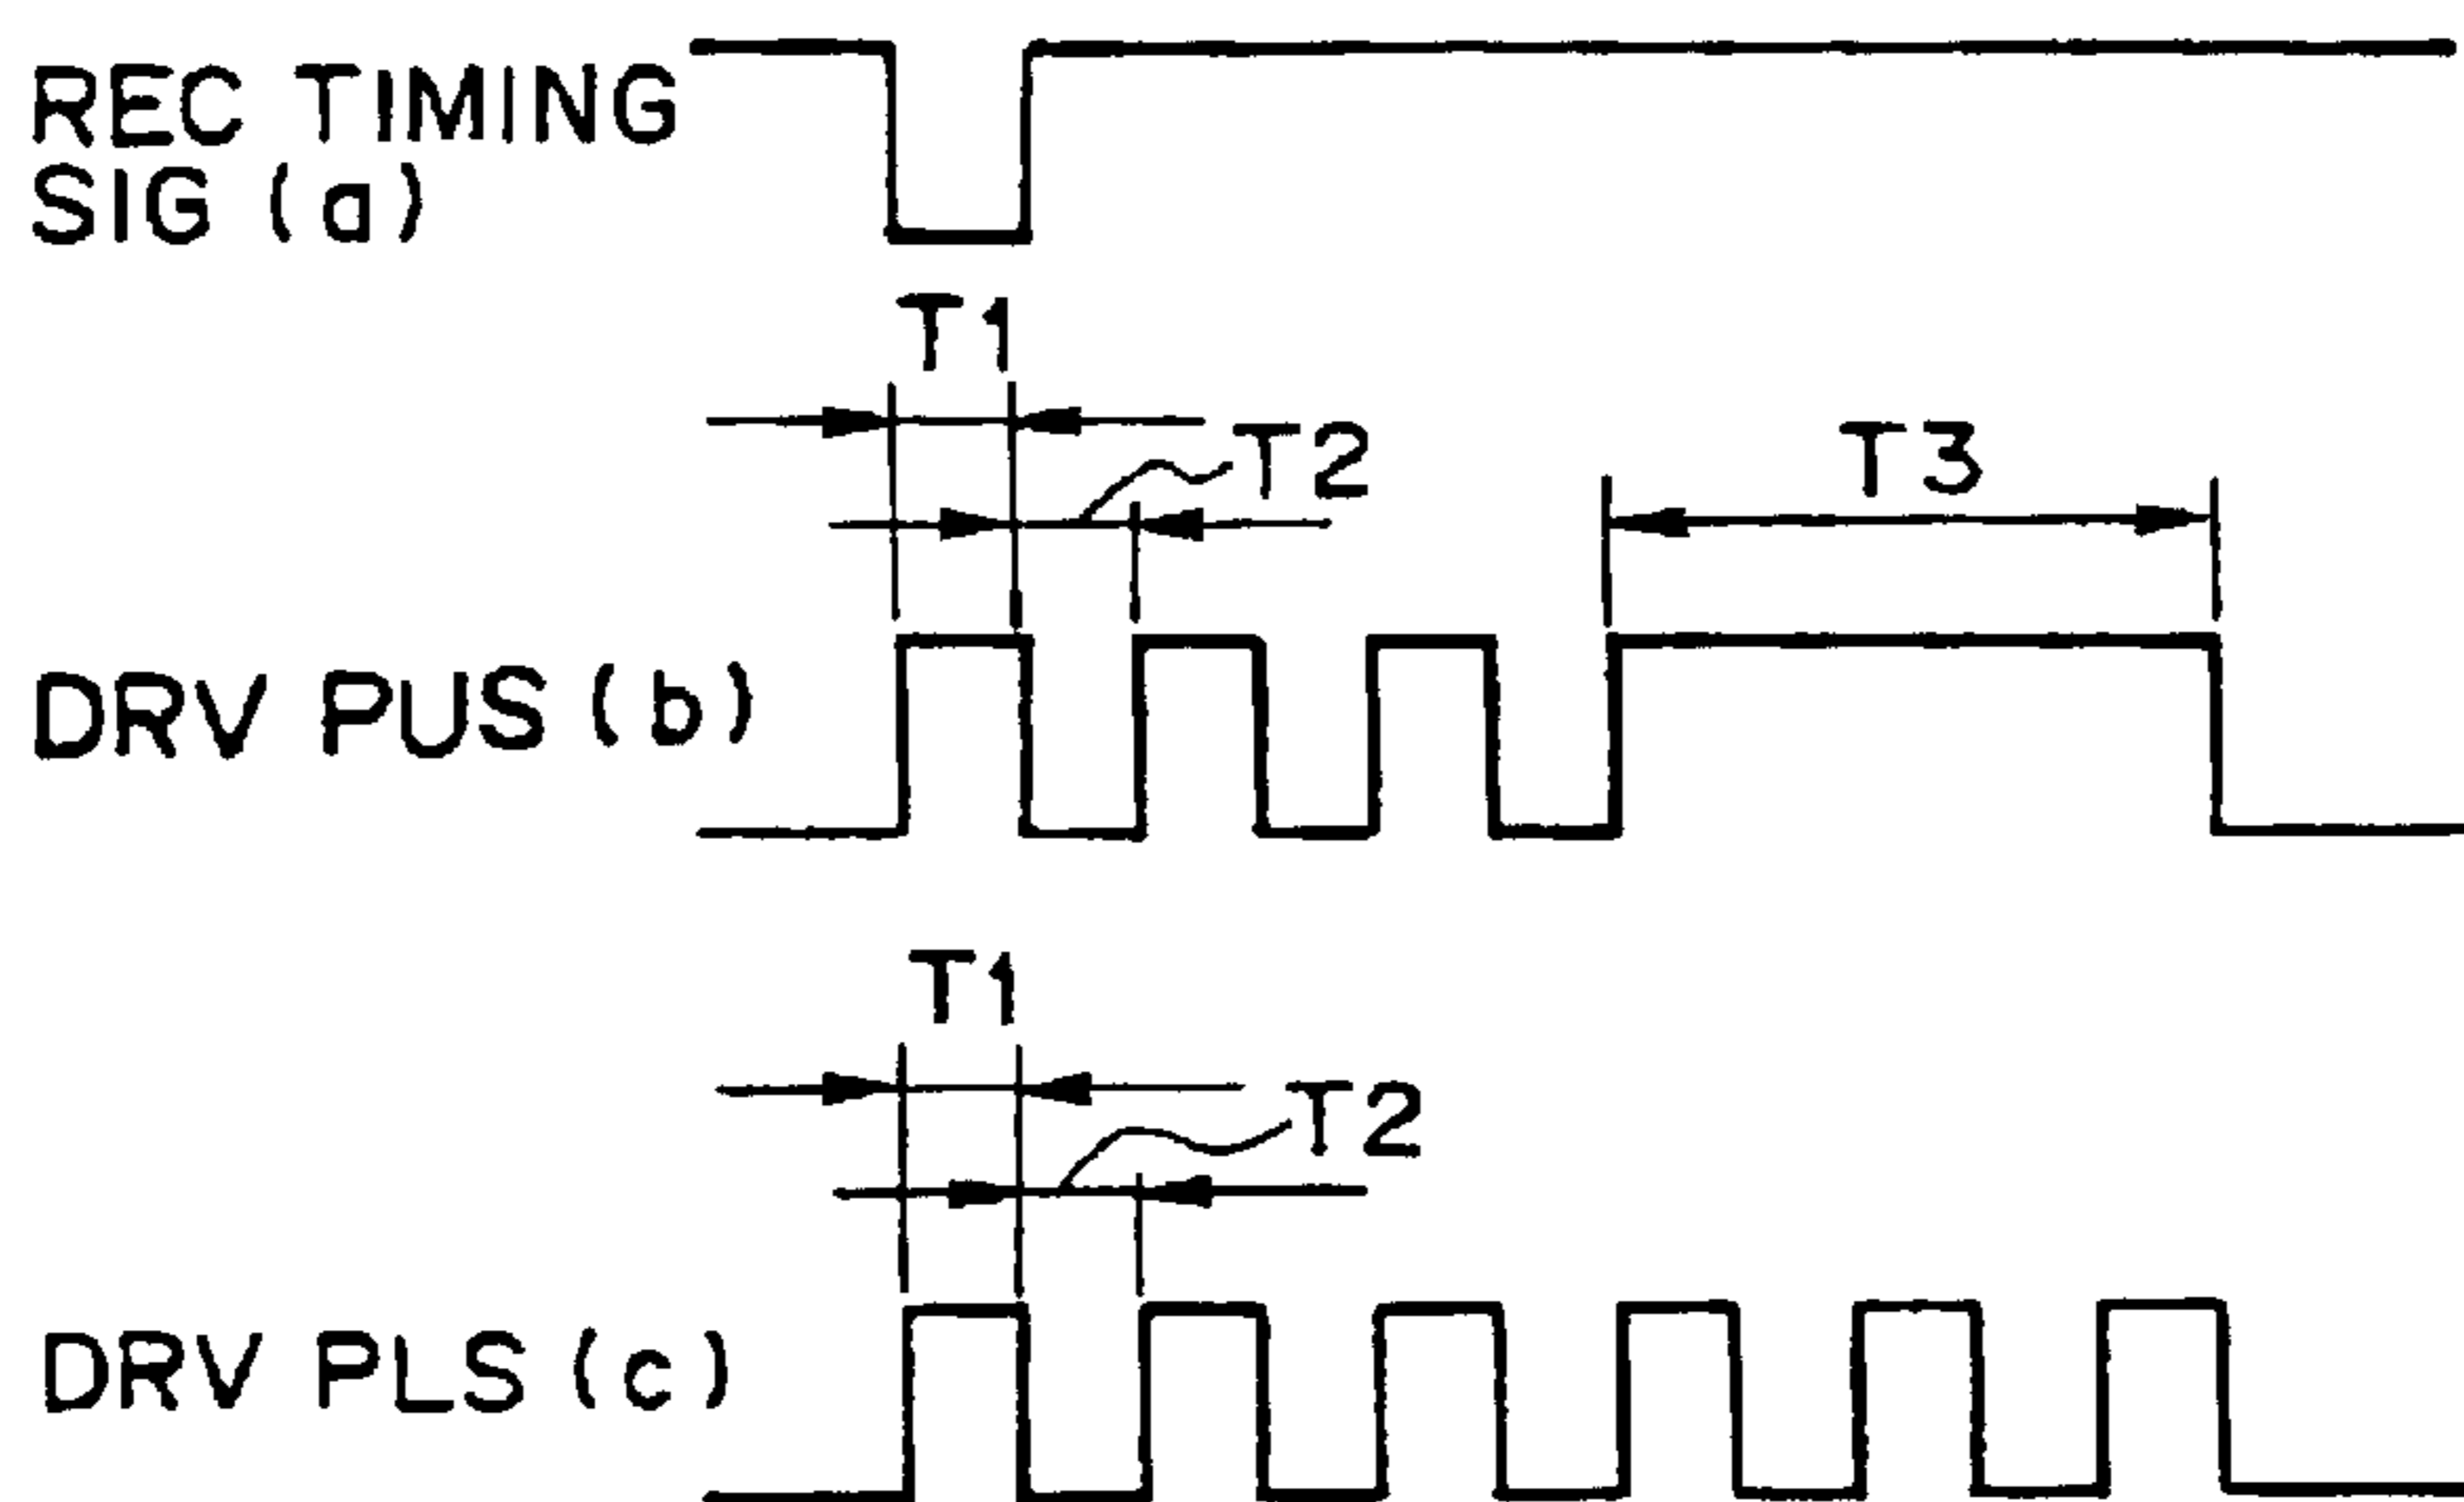 REC TIMING
SIG (a)
T1
T2
T3
DRV PUS (b)
T1
T2
DRV PLS (c)